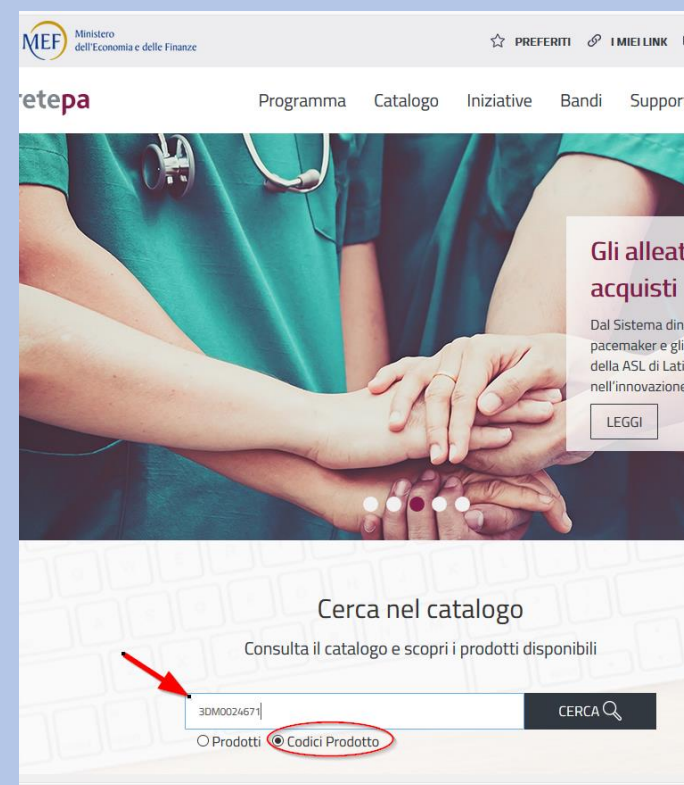 MEF
Ministero
dell'Economia e delle Finanze
PREFERITI I MIEI LINK
retepa
Programma Catalogo Iniziative Bandi Support
Gli alleat
acquisti
Dal Sistema din
pacemaker e gli
della ASL di Lati
nell'innovazione
LEGGI
Cerca nel catalogo
Consulta il catalogo e scopri i prodotti disponibili
3DM0024671
CERCA
Prodotti Codici Prodotto